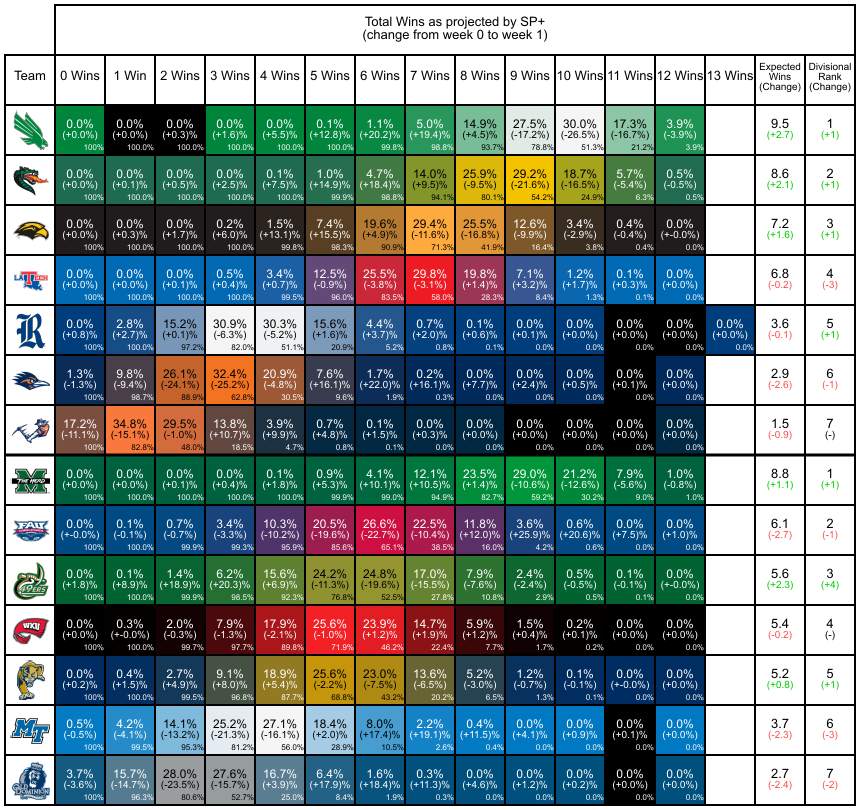 Total Wins as projected by SP+
(change from week 0 to week 1)
Team 0 Wins 1 Win 2 Wins 3 Wins 4 Wins 5 Wins 6 Wins 7 Wins 8 Wins 9 Wins 10 Wins 11 Wins 12 Wins 13 Wins Expected Wins (Change) Divisional Rank (Change)
0.0% 0.0% 0.0% 0.0% 0.0% 0.1% 1.1% 5.0% 14.9% 27.5% 30.0% 17.3% 3.9% 9.5 1
(+0.0%) (+0.0%) (+0.3)% (+1.6)% (+5.5)% (+12.8)% (+20.2)% (+19.4)% (+4.5)% (-17.2)% (-26.5)% (-16.7)% (-3.9)% (+2.7) (+1)
100% 100.0% 100.0% 100.0% 100.0% 100.0% 99.8% 98.8% 93.7% 78.8% 51.3% 21.2% 3.9%
0.0% 0.0% 0.0% 0.0% 0.1% 1.0% 4.7% 14.0% 25.9% 29.2% 18.7% 5.7% 0.5% 8.6 2
(+0.0)% (+0.1)% (+0.5)% (+2.5)% (+7.5)% (+14.9)% (+18.4)% (+9.5)% (-9.5)% (-21.6)% (-16.5)% (-5.4)% (-0.5)% (+2.1) (+1)
100% 100.0% 100.0% 100.0% 100.0% 99.9% 98.8% 94.1% 80.1% 54.2% 24.9% 6.3% 0.5%
0.0% 0.0% 0.0% 0.2% 1.5% 7.4% 19.6% 29.4% 25.5% 12.6% 3.4% 0.4% 0.0% 7.2 3
(+0.0)% (+0.3)% (+1.7)% (+6.0)% (+13.1)% (+15.5)% (+4.9)% (-11.6)% (-16.8)% (-9.9)% (-2.9)% (-0.4)% (+-0.0)% (+1.6) (+1)
100% 100.0% 100.0% 100.0% 99.8% 98.3% 90.9% 71.3% 41.9% 16.4% 3.8% 0.4% 0.0%
LA TECH 0.0% 0.0% 0.0% 0.5% 3.4% 12.5% 25.5% 29.8% 19.8% 7.1% 1.2% 0.1% 0.0% 6.8 4
(+0.0)% (+0.0)% (+0.1)% (+0.4)% (+0.7)% (-0.9)% (-3.8)% (-3.1)% (+1.4)% (+3.2)% (+1.7)% (+0.3)% (+0.0)% (-0.2) (-3)
100% 100.0% 100.0% 100.0% 99.5% 96.0% 83.5% 58.0% 28.3% 8.4% 1.3% 0.1% 0.0%
R 0.0% 2.8% 15.2% 30.9% 30.3% 15.6% 4.4% 0.7% 0.1% 0.0% 0.0% 0.0% 0.0% 0.0% 3.6 5
(+0.8)% (+2.7)% (+0.1)% (-6.3)% (-5.2)% (+1.6)% (+3.7)% (+2.0)% (+0.6)% (+0.1)% (+0.0)% (+0.0)% (+0.0)% (+0.0)% (-0.1) (+1)
100% 100.0% 97.2% 82.0% 51.1% 20.9% 5.2% 0.8% 0.1% 0.0% 0.0% 0.0% 0.0% 0.0%
1.3% 9.8% 26.1% 32.4% 20.9% 7.6% 1.7% 0.2% 0.0% 0.0% 0.0% 0.0% 0.0% 2.9 6
(-1.3)% (-9.4)% (-24.1)% (-25.2)% (-4.8)% (+16.1)% (+22.0)% (+16.1)% (+7.7)% (+2.4)% (+0.5)% (+0.1)% (+0.0)% (-2.6) (-1)
100% 98.7% 88.9% 62.8% 30.5% 9.6% 1.9% 0.3% 0.0% 0.0% 0.0% 0.0% 0.0%
17.2% 34.8% 29.5% 13.8% 3.9% 0.7% 0.1% 0.0% 0.0% 0.0% 0.0% 0.0% 0.0% 1.5 7
(-11.1)% (-15.1)% (-1.0)% (+10.7)% (+9.9)% (+4.8)% (+1.5)% (+0.3)% (+0.0)% (+0.0)% (+0.0)% (+0.0)% (+0.0)% (-0.9) (-)
100% 82.8% 48.0% 18.5% 4.7% 0.8% 0.1% 0.0% 0.0% 0.0% 0.0% 0.0% 0.0%
M THE HERD 0.0% 0.0% 0.0% 0.0% 0.1% 0.9% 4.1% 12.1% 23.5% 29.0% 21.2% 7.9% 1.0% 8.8 1
(+0.0)% (+0.0)% (+0.1)% (+0.4)% (+1.8)% (+5.3)% (+10.1)% (+10.5)% (+1.4)% (-10.6)% (-12.6)% (-5.6)% (-0.8)% (+1.1) (+1)
100% 100.0% 100.0% 100.0% 100.0% 99.9% 99.0% 94.9% 82.7% 59.2% 30.2% 9.0% 1.0%
FAU 0.0% 0.1% 0.7% 3.4% 10.3% 20.5% 26.6% 22.5% 11.8% 3.6% 0.6% 0.0% 0.0% 6.1 2
(+-0.0)% (-0.1)% (-0.7)% (-3.3)% (-10.2)% (-19.6)% (-22.7)% (-10.4)% (+12.0)% (+25.9)% (+20.6)% (+7.5)% (+1.0)% (-2.7) (-1)
100% 100.0% 99.9% 99.3% 95.9% 85.6% 65.1% 38.5% 16.0% 4.2% 0.6% 0.0% 0.0%
49ERS 0.0% 0.1% 1.4% 6.2% 15.6% 24.2% 24.8% 17.0% 7.9% 2.4% 0.5% 0.1% 0.0% 5.6 3
(+1.8)% (+8.9)% (+18.9)% (+20.3)% (+6.9)% (-11.3)% (-19.6)% (-15.5)% (-7.6)% (-2.4)% (-0.5)% (-0.1)% (+-0.0)% (+2.3) (+4)
100% 100.0% 99.9% 98.5% 92.3% 76.8% 52.5% 27.8% 10.8% 2.9% 0.5% 0.1% 0.0%
WKU 0.0% 0.3% 2.0% 7.9% 17.9% 25.6% 23.9% 14.7% 5.9% 1.5% 0.2% 0.0% 0.0% 5.4 4
(+0.0)% (+-0.0)% (-0.3)% (-1.3)% (-2.1)% (-1.0)% (+1.2)% (+1.9)% (+1.2)% (+0.4)% (+0.1)% (+0.0)% (+0.0)% (-0.2) (-)
100% 100.0% 99.7% 97.7% 89.8% 71.9% 46.2% 22.4% 7.7% 1.7% 0.2% 0.0% 0.0%
0.0% 0.4% 2.7% 9.1% 18.9% 25.6% 23.0% 13.6% 5.2% 1.2% 0.1% 0.0% 0.0% 5.2 5
(+0.2)% (+1.5)% (+4.9)% (+8.0)% (+5.4)% (-2.2)% (-7.5)% (-6.5)% (-3.0)% (-0.7)% (-0.1)% (+-0.0)% (+0.0)% (+0.8) (+1)
100% 100.0% 99.5% 96.8% 87.7% 68.8% 43.2% 20.2% 6.5% 1.3% 0.1% 0.0% 0.0%
MT 0.5% 4.2% 14.1% 25.2% 27.1% 18.4% 8.0% 2.2% 0.4% 0.0% 0.0% 0.0% 0.0% 3.7 6
(-0.5)% (-4.1)% (-13.2)% (-21.3)% (-16.1)% (+2.0)% (+17.4)% (+19.1)% (+11.5)% (+4.1)% (+0.9)% (+0.1)% (+0.0)% (-2.3) (-3)
100% 99.5% 95.3% 81.2% 56.0% 28.9% 10.5% 2.6% 0.4% 0.0% 0.0% 0.0% 0.0%
OLD DOMINION 3.7% 15.7% 28.0% 27.6% 16.7% 6.4% 1.6% 0.3% 0.0% 0.0% 0.0% 0.0% 0.0% 2.7 7
(-3.6)% (-14.7)% (-23.5)% (-15.7)% (+3.9)% (+17.9)% (+18.4)% (+11.3)% (+4.6)% (+1.2)% (+0.2)% (+0.0)% (+0.0)% (-2.4) (-2)
100% 96.3% 80.6% 52.7% 25.0% 8.4% 1.9% 0.3% 0.0% 0.0% 0.0% 0.0% 0.0%